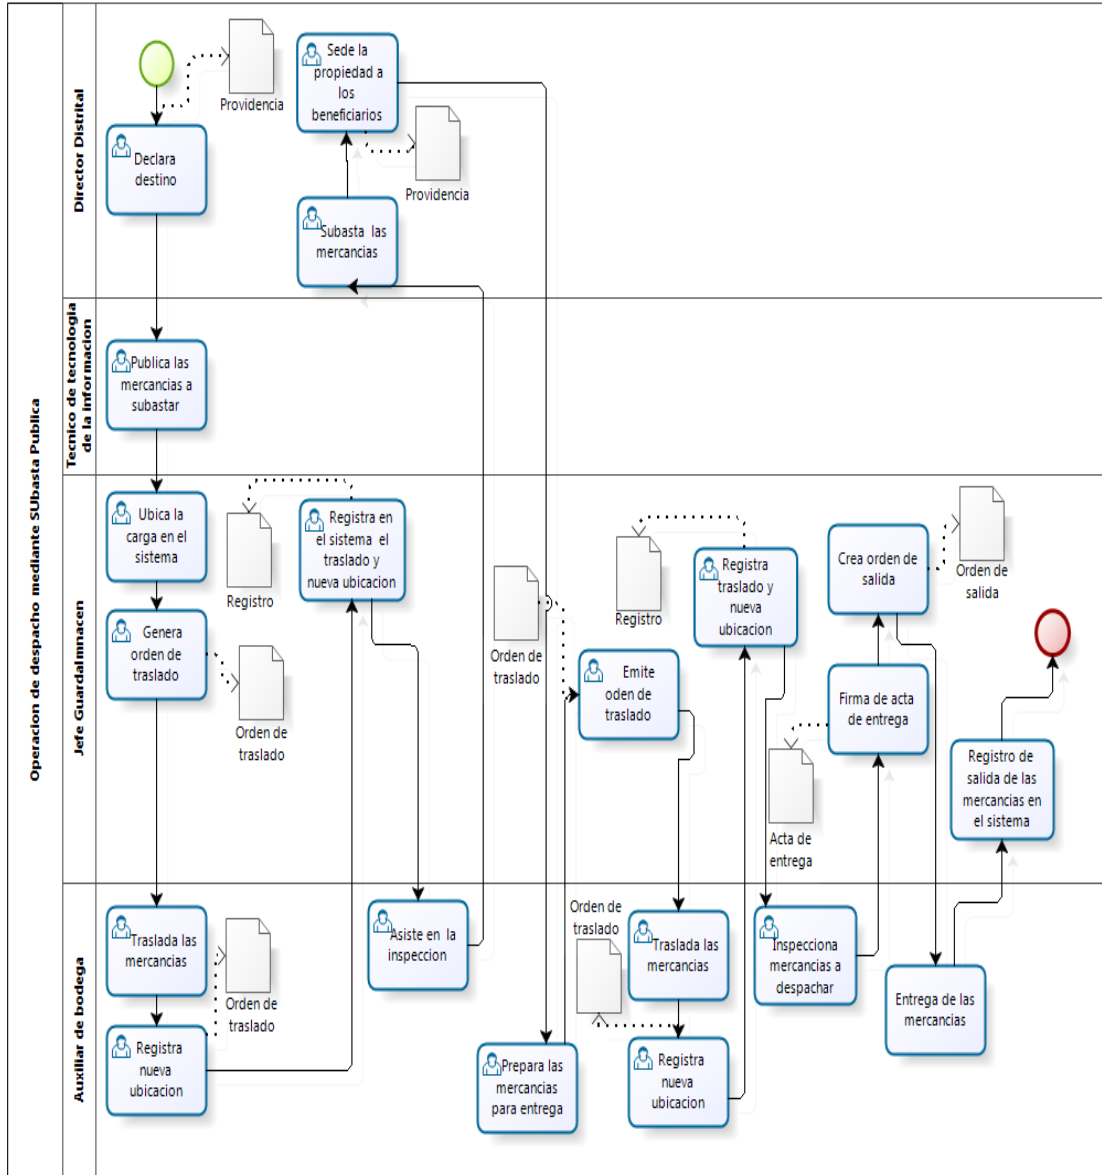 Operacion de despacho mediante SUbasta Publica
Director Distrital
Providencia
Declara
destino
Sede la
propiedad a
los
beneficiarios
Providencia
Subasta las
mercancias
Tecnico de tecnologia
de la informacion
Publica las
mercancias a
subastar
Jefe Guardalmmacen
Ubica la
carga en el
sistema
Registro
Registra en
el sistema el
traslado y
nueva ubicacion
Genera
orden de
traslado
Orden de
traslado
Orden de
traslado
Emite
oden de
traslado
Registro
Registra
traslado y
nueva
ubicacion
Crea orden de
salida
Orden de
salida
Firma de acta
de entrega
Acta de
entrega
Registro de
salida de las
mercancias en
el sistema
Auxiliar de bodega
Traslada las
mercancias
Orden de
traslado
Registra
nueva
ubicacion
Asiste en la
inspeccion
Prepara las
mercancias
para entrega
Orden de
traslado
Traslada las
mercancias
Registra
nueva
ubicacion
Inspecciona
mercancias a
despachar
Entrega de las
mercancias